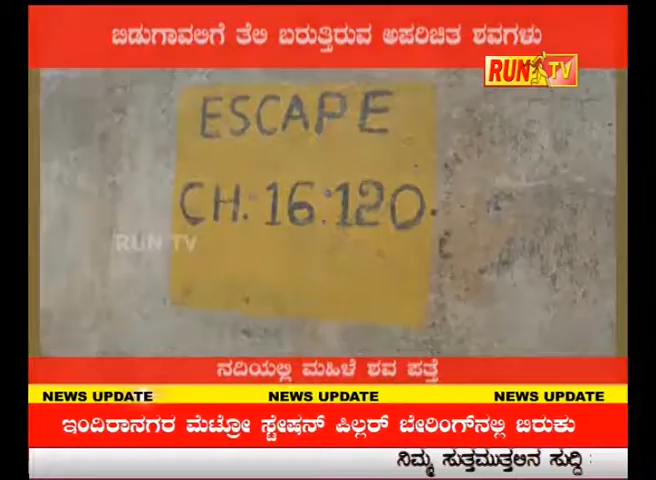 ಬಿಡುಗಾವಲಿಗೆ ತೇಲಿ ಬರುತ್ತಿರುವ ಅಪರಿಚಿತ ಶವಗಳು
RUN TV
ESCAPE
CH: 16:120.
RUN TV
ನದಿಯಲ್ಲಿ ಮಹಿಳೆ ಶವ ಪತ್ತೆ
NEWS UPDATE NEWS UPDATE NEWS UPDATE
ಇಂದಿರಾನಗರ ಮೆಟ್ರೋ ಸ್ಟೇಷನ್ ಪಿಲ್ಲರ್ ಬೇರಿಂಗ್‌ನಲ್ಲಿ ಬಿರುಕು
ನಿಮ್ಮ ಸುತ್ತಮುತ್ತಲಿನ ಸುದ್ದಿ